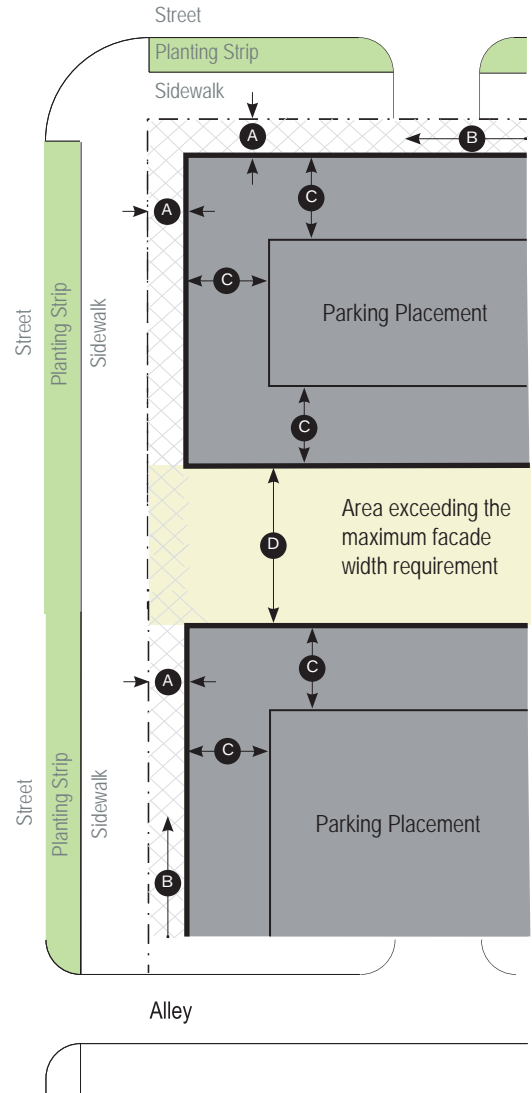 Street
Planting Strip
Sidewalk
A
B
A
C
C
Parking Placement
Street
Planting Strip
Sidewalk
C
Area exceeding the
maximum facade
width requirement
D
C
A
C
Street
Planting Strip
Sidewalk
Parking Placement
B
Alley